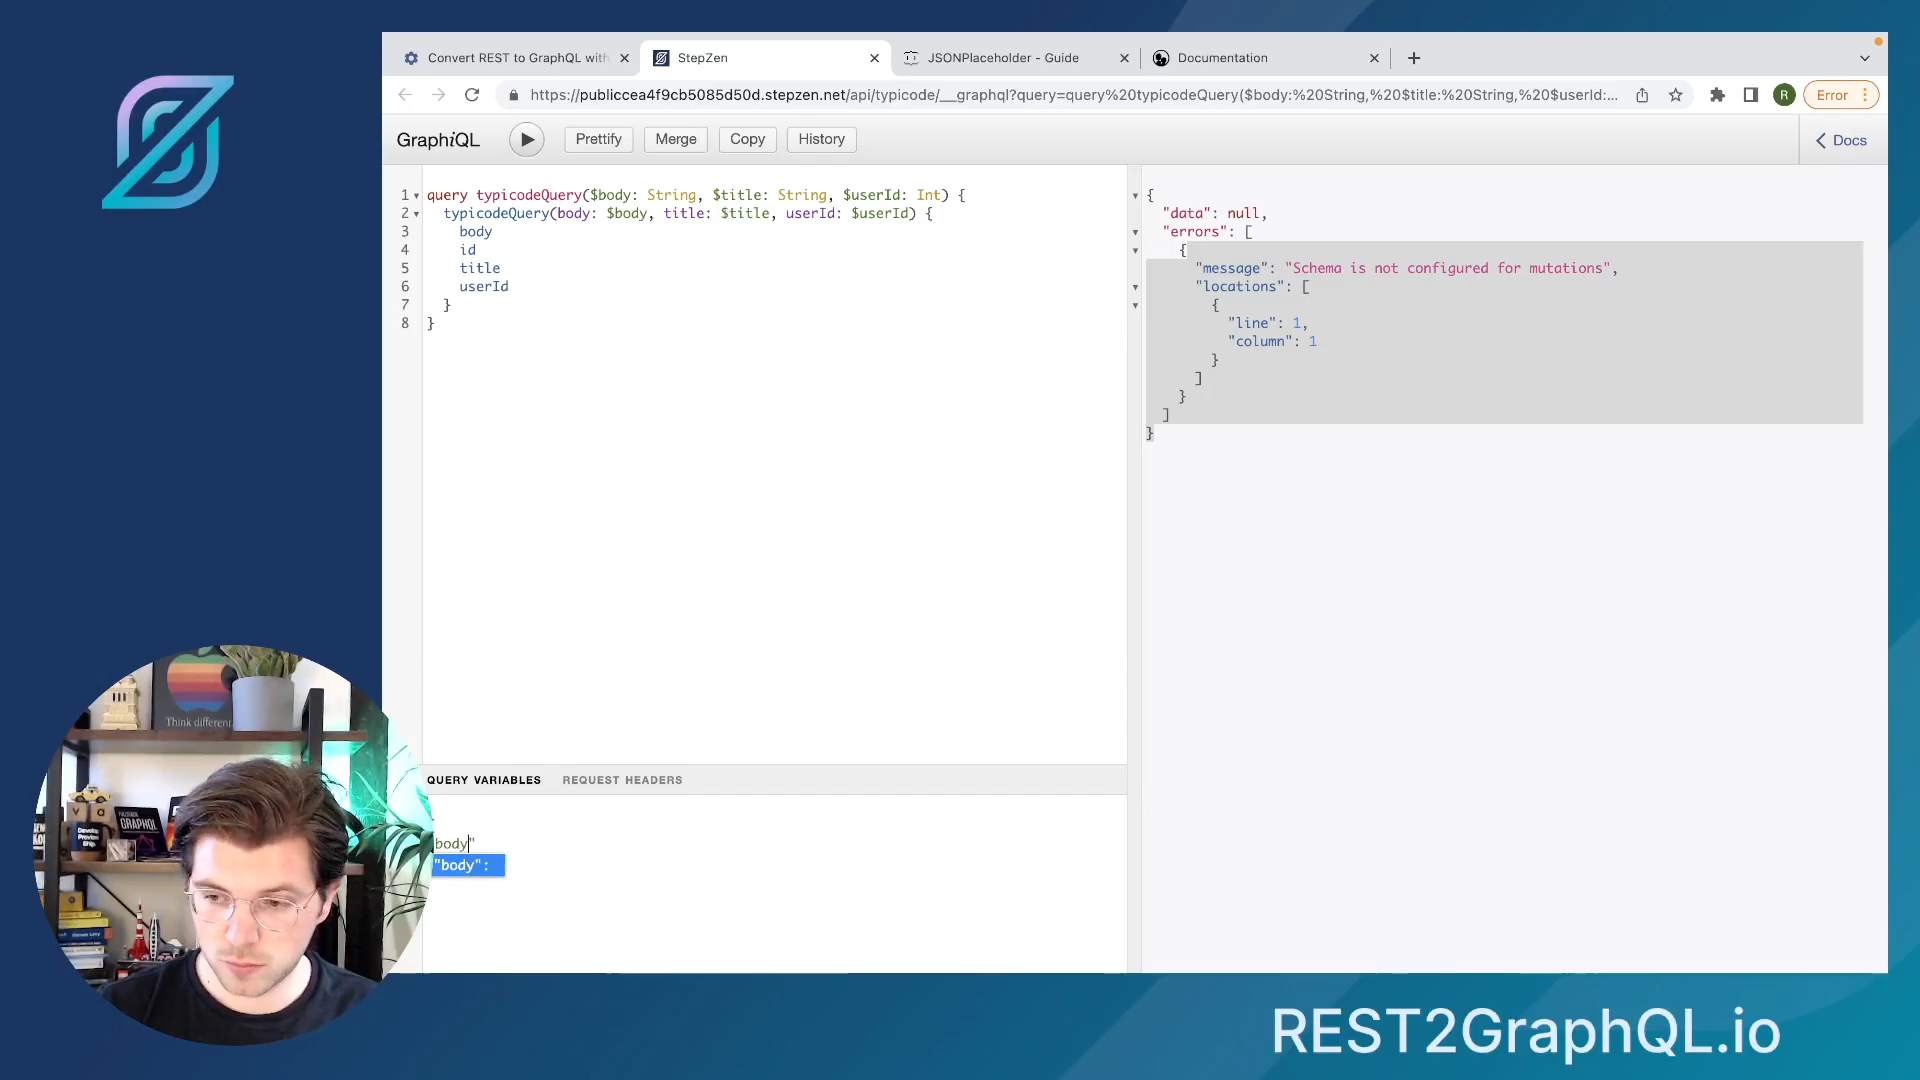 Convert REST to GraphQL with
StepZen
JSONPlaceholder - Guide
Documentation
https://publiccea4f9cb5085d50d.stepzen.net/api/typicode/__graphql?query=query%20typicodeQuery($body:%20String,%20$title:%20String,%20$userId:...
R
Error
GraphiQL
Prettify
Merge
Copy
History
Docs
1 query typicodeQuery($body: String, $title: String, $userId: Int) {
2 typicodeQuery(body: $body, title: $title, userId: $userId) {
3 body
4 id
5 title
6 userId
7 }
8 }
{
"data": null,
"errors": [
{
"message": "Schema is not configured for mutations",
"locations": [
{
"line": 1,
"column": 1
}
]
}
]
}
QUERY VARIABLES
REQUEST HEADERS
body"
"body":
Think different.
GRAPHQL
v a
Develop
Preview
Ship.
REST2GraphQL.io